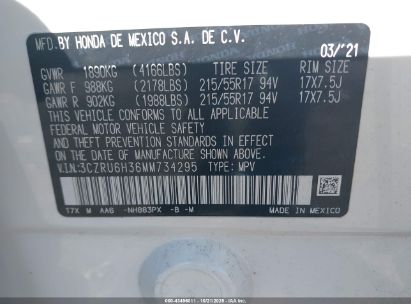 MFD.BY HONDA DE MEXICO S.A. DE C.V.
03/'21
GVWR 1890KG (4166LBS) TIRE SIZE RIM SIZE
GAWR F 988KG (2178LBS) 215/55R17 94V 17X7.5J
GAWR R 902KG (1988LBS) 215/55R17 94V 17X7.5J
THIS VEHICLE CONFORMS TO ALL APPLICABLE
FEDERAL MOTOR VEHICLE SAFETY AND BUMPER
STANDARDS IN EFFECT ON THE DATE OF
MANUFACTURE SHOWN ABOVE.
V.I.N:3CZRU6H36MM734295 TYPE: MPV
T7X M AA6 -NH883PX -B -M
MADE IN MEXICO